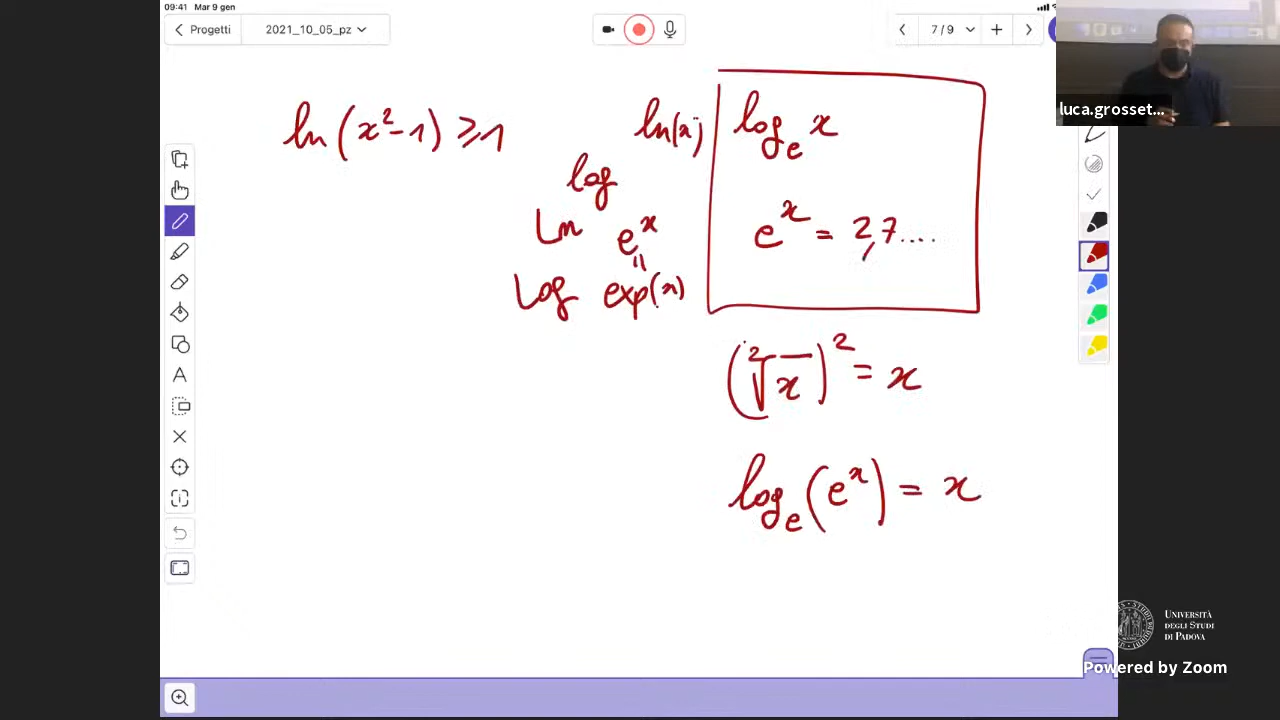 09:41 Mar 9 gen
Progetti
2021_10_05_pz
7/9
luca.grosset...
ln(x²-1) ≥ 1
ln(x)
log_e x
log
ln e^x
=
log exp(x)
e^x = 2,7....
(²√x)² = x
log_e(e^x) = x
UNIVERSITÀ
DEGLI STUDI
DI PADOVA
Powered by Zoom